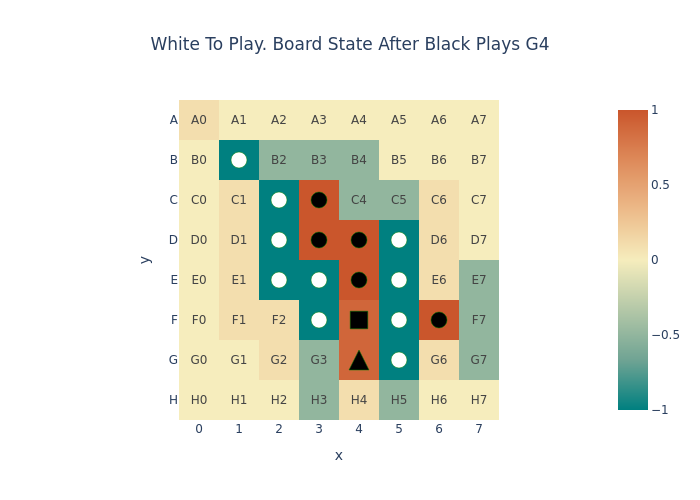 White To Play. Board State After Black Plays G4
A A0 A1 A2 A3 A4 A5 A6 A7
B B0 B2 B3 B4 B5 B6 B7
C C0 C1 C4 C5 C6 C7
D D0 D1 D6 D7
E E0 E1 E6 E7
F F0 F1 F2 F7
G G0 G1 G2 G3 G6 G7
H H0 H1 H2 H3 H4 H5 H6 H7
0 1 2 3 4 5 6 7
x
y
1
0.5
0
−0.5
−1